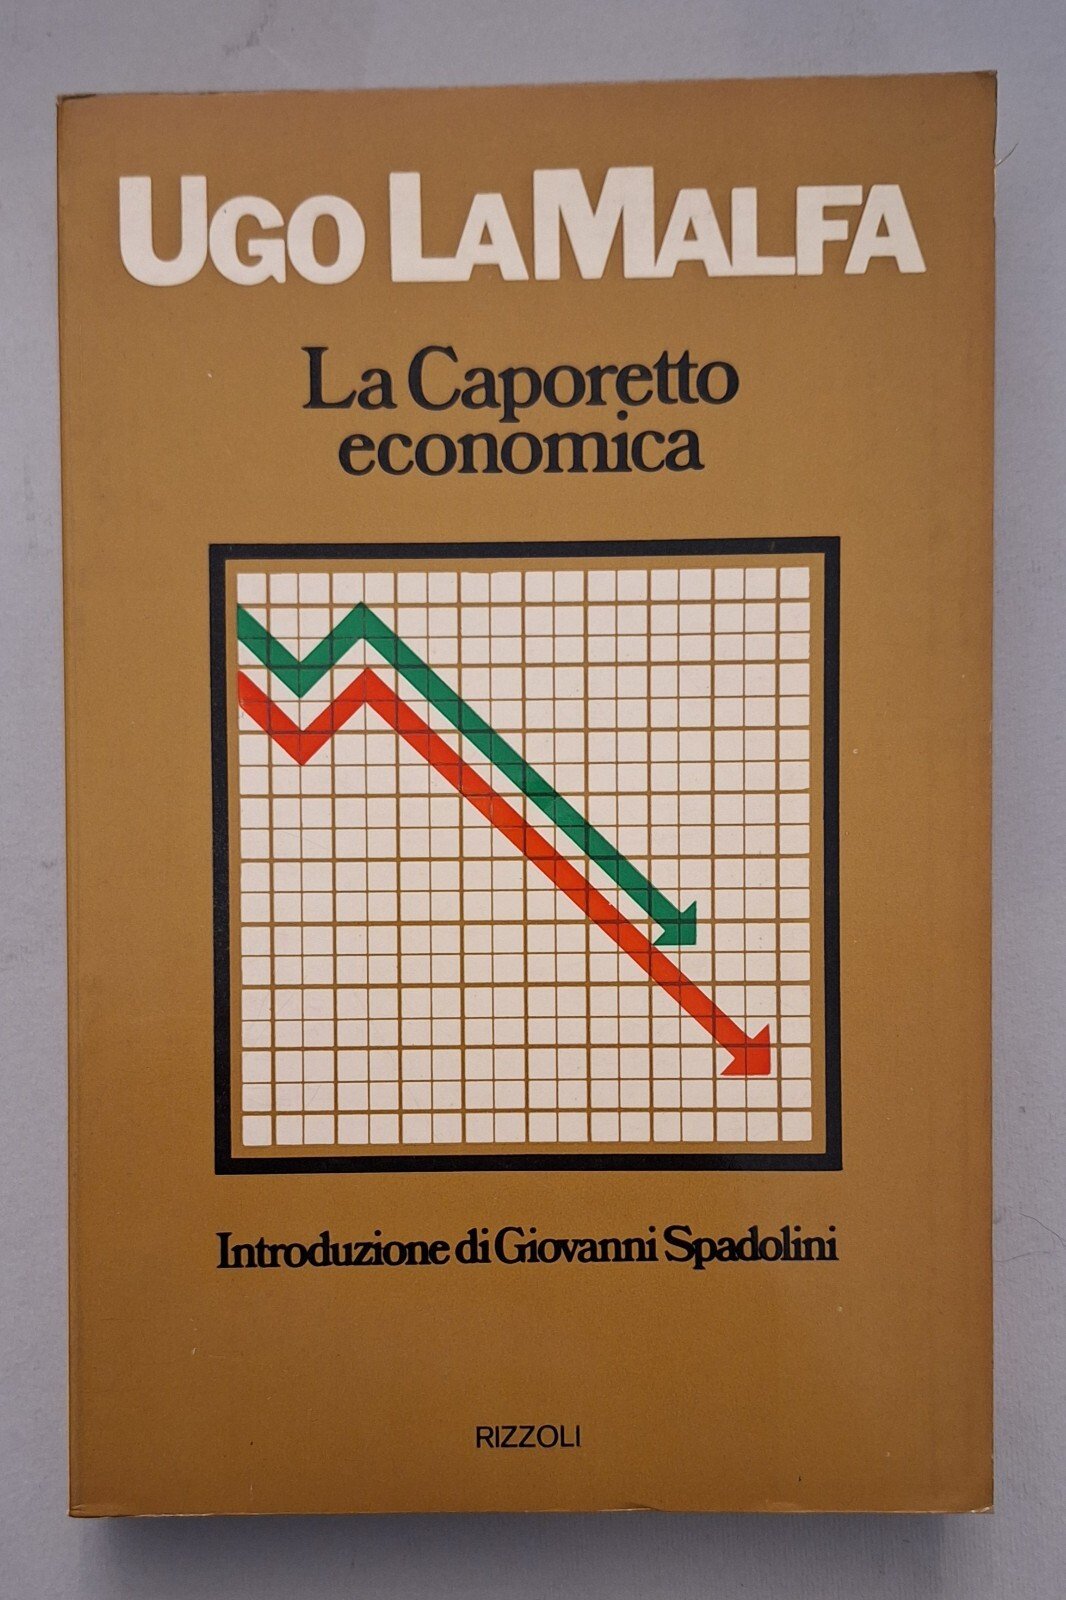 UGO LAMALFA
La Caporetto
economica
Introduzione di Giovanni Spadolini
RIZZOLI